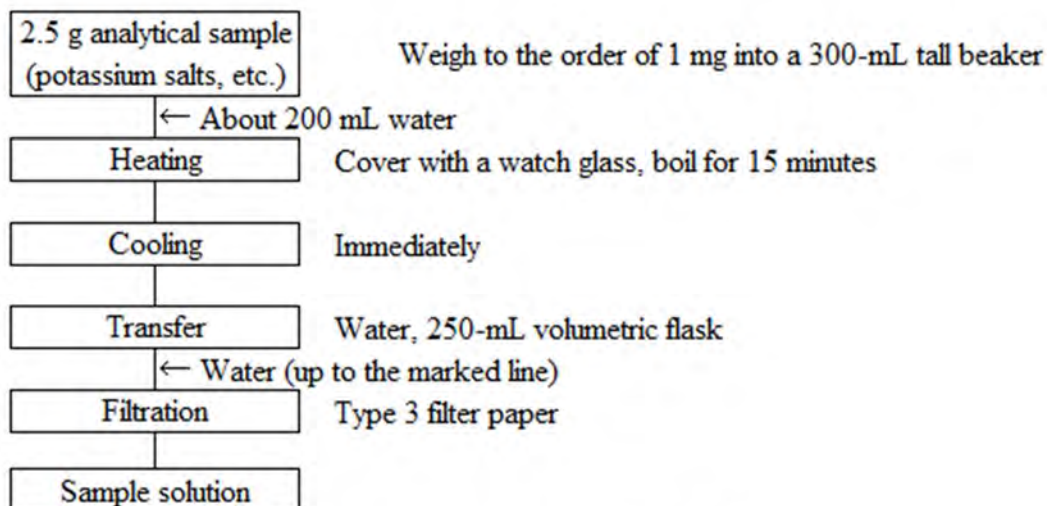 2.5 g analytical sample
(potassium salts, etc.)
Weigh to the order of 1 mg into a 300-mL tall beaker
← About 200 mL water
Heating
Cover with a watch glass, boil for 15 minutes
Cooling
Immediately
Transfer
Water, 250-mL volumetric flask
← Water (up to the marked line)
Filtration
Type 3 filter paper
Sample solution